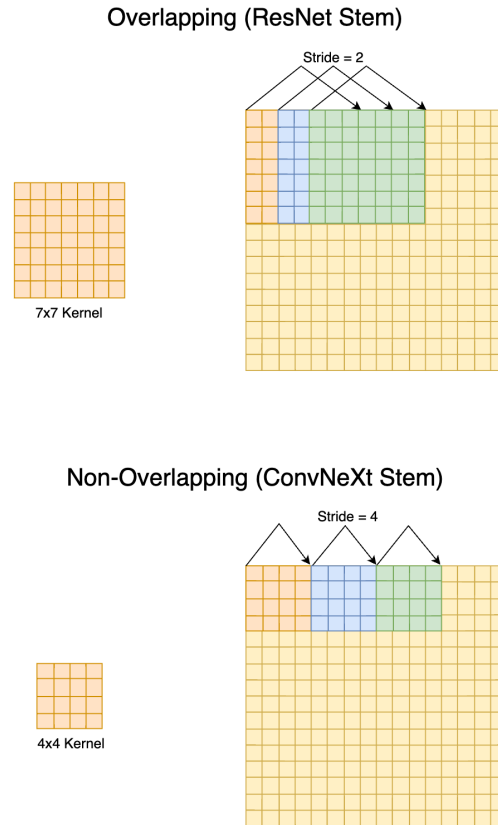 Overlapping (ResNet Stem)
Stride = 2
7x7 Kernel
Non-Overlapping (ConvNeXt Stem)
Stride = 4
4x4 Kernel